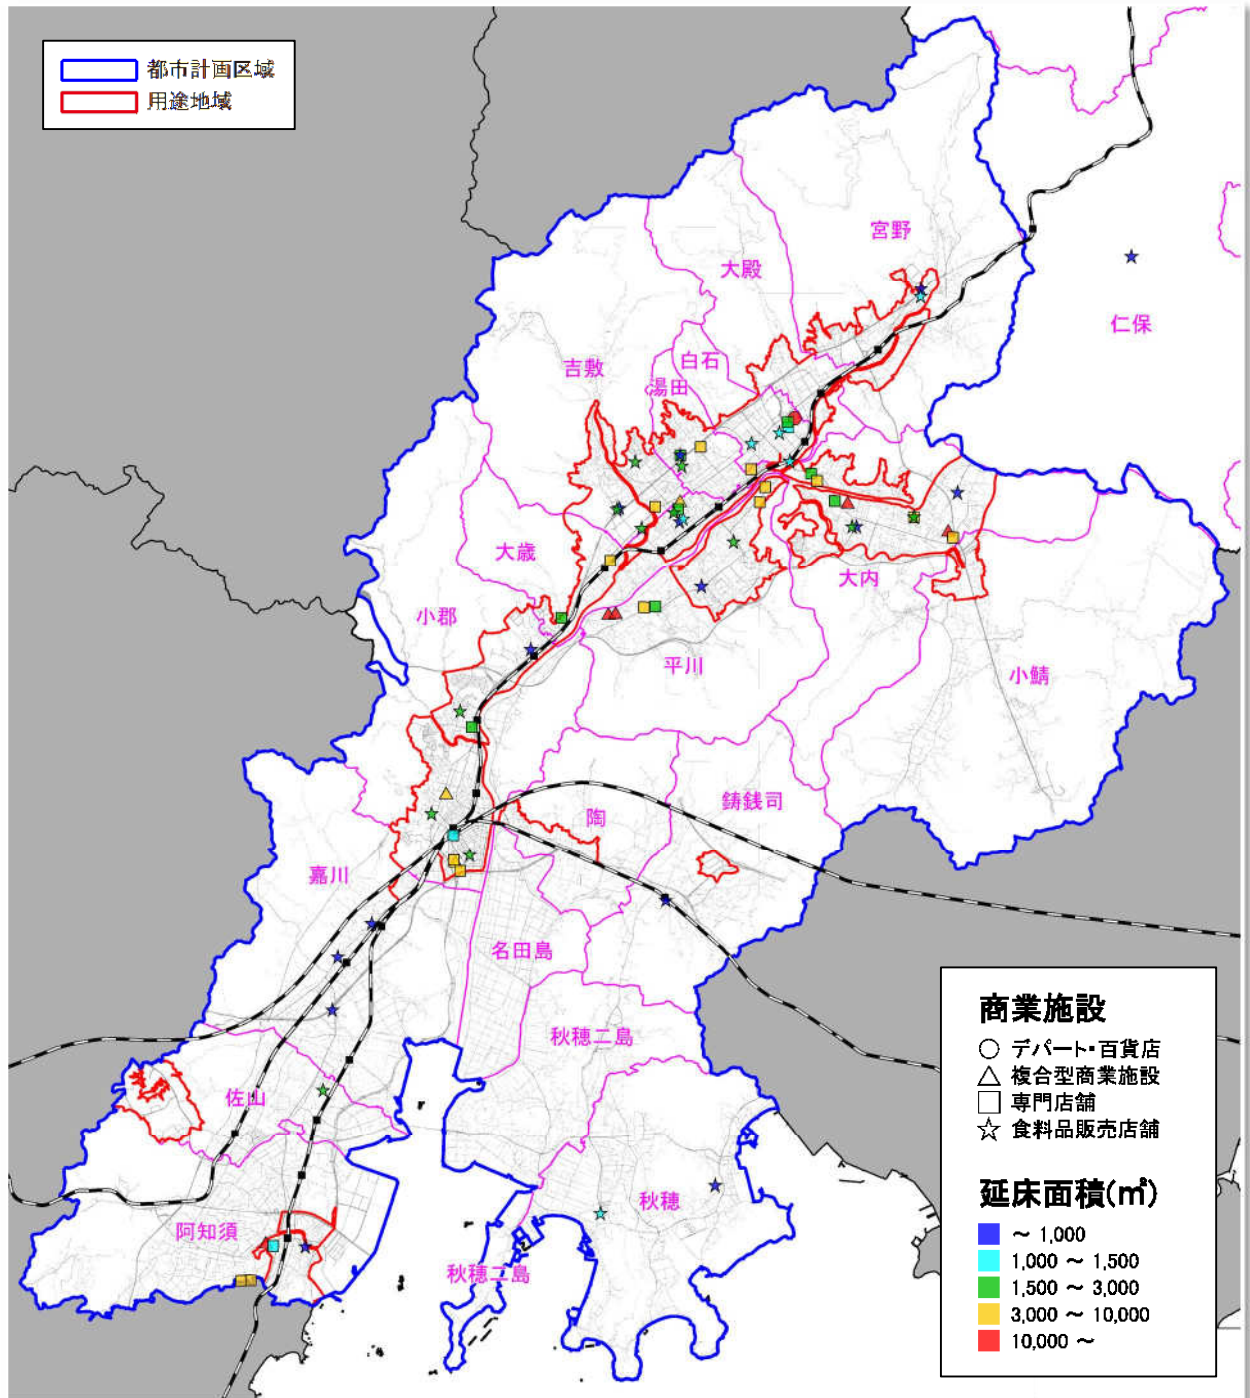 都市計画区域
用途地域
宮野
大殿
仁保
白石
吉敷
湯田
大歳
大内
小郡
平川
小鯖
鋳銭司
陶
嘉川
名田島
秋穂二島
佐山
秋穂
阿知須
秋穂二島
商業施設
デパート・百貨店
複合型商業施設
専門店舗
食料品販売店舗
延床面積(㎡)
～ 1,000
1,000 ～ 1,500
1,500 ～ 3,000
3,000 ～ 10,000
10,000 ～